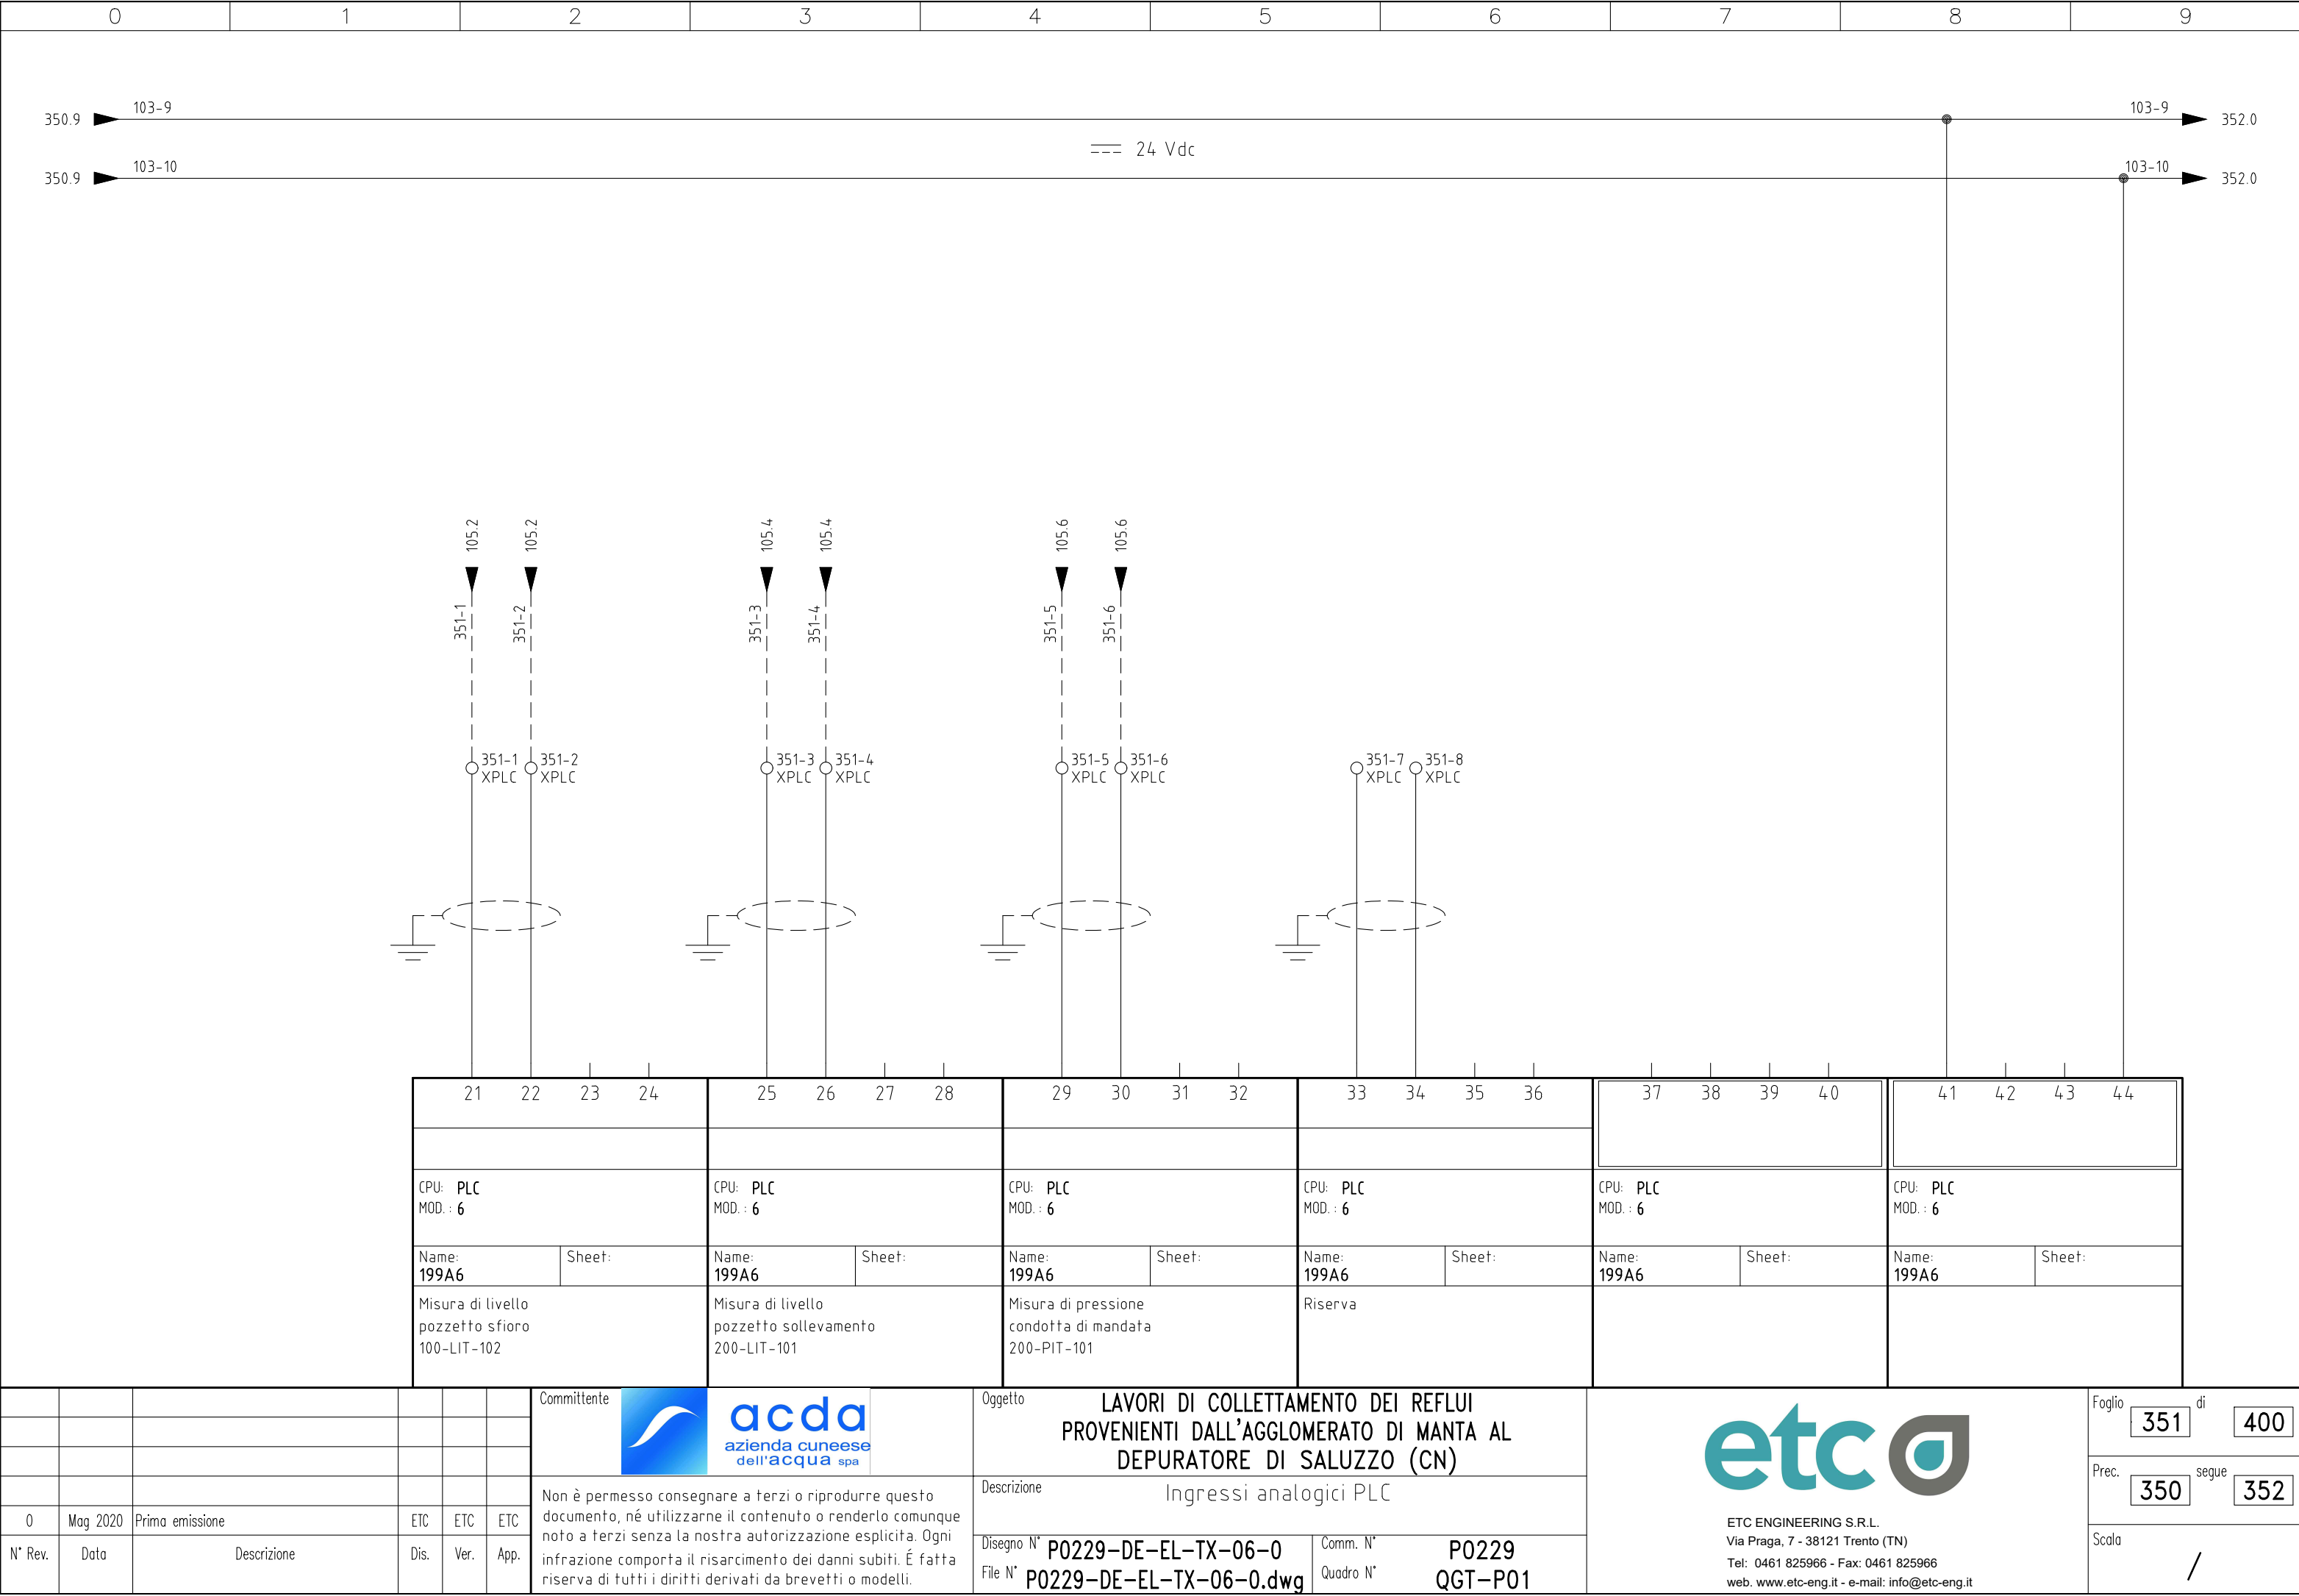 0 1 2 3 4 5 6 7 8 9
103-9 103-9
350.9 352.0
24 Vdc
103-10 103-10
350.9 352.0
105.2 105.2 105.4 105.4 105.6 105.6
351-1 351-2 351-3 351-4 351-5 351-6
351-1 351-2 351-3 351-4 351-5 351-6 351-7 351-8
XPLC XPLC XPLC XPLC XPLC XPLC XPLC XPLC
21 22 23 24 25 26 27 28 29 30 31 32 33 34 35 36 37 38 39 40 41 42 43 44
CPU: PLC CPU: PLC CPU: PLC CPU: PLC CPU: PLC CPU: PLC
MOD. : 6 MOD. : 6 MOD. : 6 MOD. : 6 MOD. : 6 MOD. : 6
Name: Sheet: Name: Sheet: Name: Sheet: Name: Sheet: Name: Sheet: Name: Sheet:
199A6 199A6 199A6 199A6 199A6 199A6
Misura di livello
pozzetto sfioro
100-LIT-102
Misura di livello
pozzetto sollevamento
200-LIT-101
Misura di pressione
condotta di mandata
200-PIT-101
Riserva
0 Mag 2020 Prima emissione ETC ETC ETC
N° Rev. Data Descrizione Dis. Ver. App.
Committente
acda
azienda cuneese
dell'acqua spa
Non è permesso consegnare a terzi o riprodurre questo
documento, né utilizzarne il contenuto o renderlo comunque
noto a terzi senza la nostra autorizzazione esplicita. Ogni
infrazione comporta il risarcimento dei danni subiti. É fatta
riserva di tutti i diritti derivati da brevetti o modelli.
Oggetto
LAVORI DI COLLETTAMENTO DEI REFLUI
PROVENIENTI DALL'AGGLOMERATO DI MANTA AL
DEPURATORE DI SALUZZO (CN)
Descrizione
Ingressi analogici PLC
Disegno N° P0229-DE-EL-TX-06-0
File N° P0229-DE-EL-TX-06-0.dwg
Comm. N° P0229
Quadro N° QGT-P01
etc
ETC ENGINEERING S.R.L.
Via Praga, 7 - 38121 Trento (TN)
Tel: 0461 825966 - Fax: 0461 825966
web. www.etc-eng.it - e-mail: info@etc-eng.it
Foglio 351 di 400
Prec. 350 segue 352
Scala /